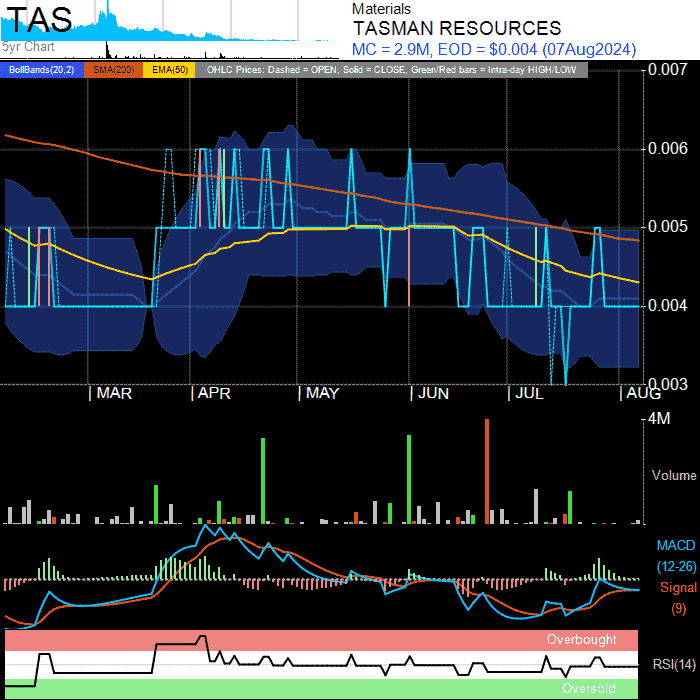 TAS
5yr Chart
Materials
TASMAN RESOURCES
MC = 2.9M, EOD = $0.004 (07Aug2024)
BollBands(20,2) SMA(200) EMA(50) OHLC Prices: Dashed = OPEN, Solid = CLOSE, Green/Red bars = Intra-day HIGH/LOW
0.007
0.006
0.005
0.004
0.003
MAR APR MAY JUN JUL AUG
4M
Volume
MACD
(12-26)
Signal
(9)
Overbought
RSI(14)
Oversold